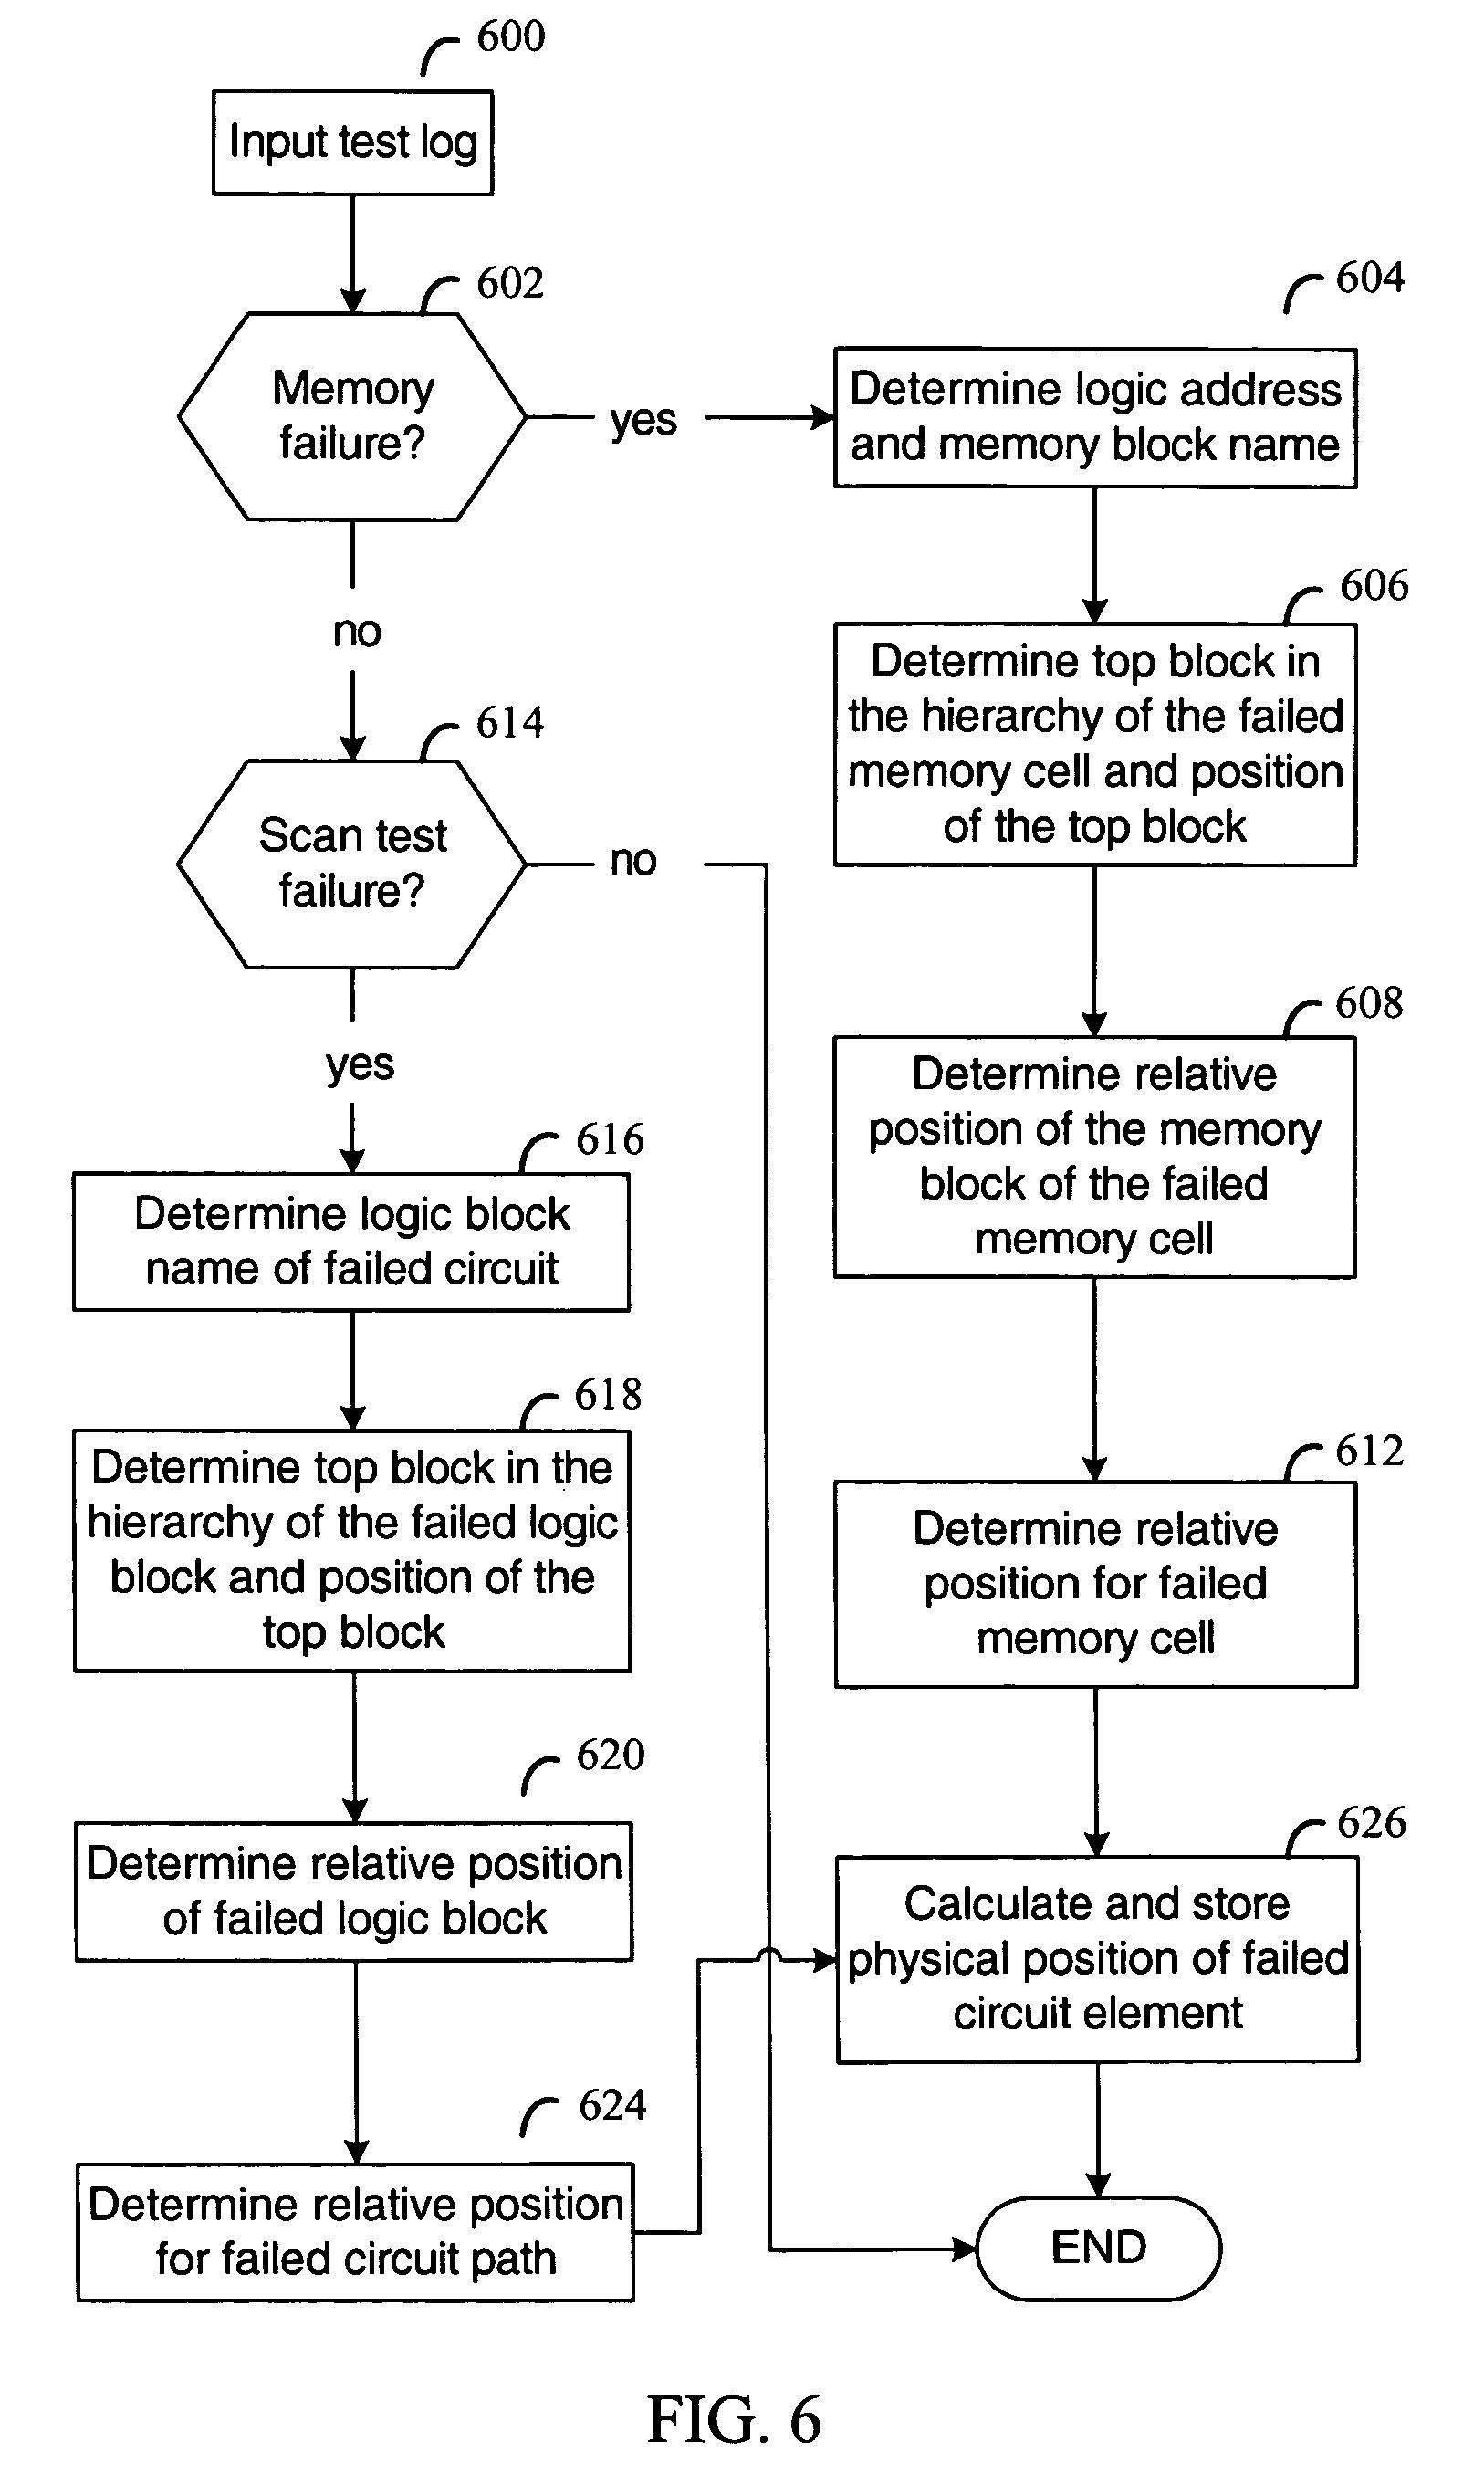 600
Input test log
602
Memory
failure?
yes
no
604
Determine logic address
and memory block name
606
Determine top block in
the hierarchy of the failed
memory cell and position
of the top block
608
Determine relative
position of the memory
block of the failed
memory cell
612
Determine relative
position for failed
memory cell
614
Scan test
failure?
no
yes
616
Determine logic block
name of failed circuit
618
Determine top block in the
hierarchy of the failed logic
block and position of the
top block
620
Determine relative position
of failed logic block
624
Determine relative position
for failed circuit path
626
Calculate and store
physical position of failed
circuit element
END
FIG. 6